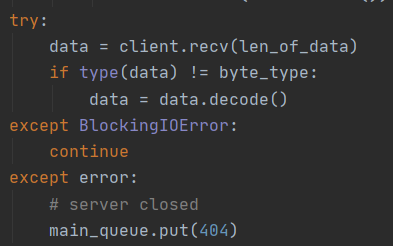 try:
    data = client.recv(len_of_data)
    if type(data) != byte_type:
        data = data.decode()
except BlockingIOError:
    continue
except error:
    # server closed
    main_queue.put(404)